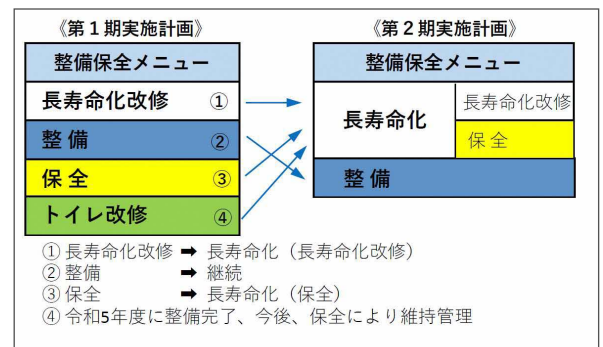 《第1期実施計画》
整備保全メニュー
長寿命化改修 ①
整備 ②
保全 ③
トイレ改修 ④
《第2期実施計画》
整備保全メニュー
長寿命化
長寿命化改修
保全
整備
① 長寿命化改修 ➡ 長寿命化（長寿命化改修）
② 整備 ➡ 継続
③ 保全 ➡ 長寿命化（保全）
④ 令和5年度に整備完了、今後、保全により維持管理